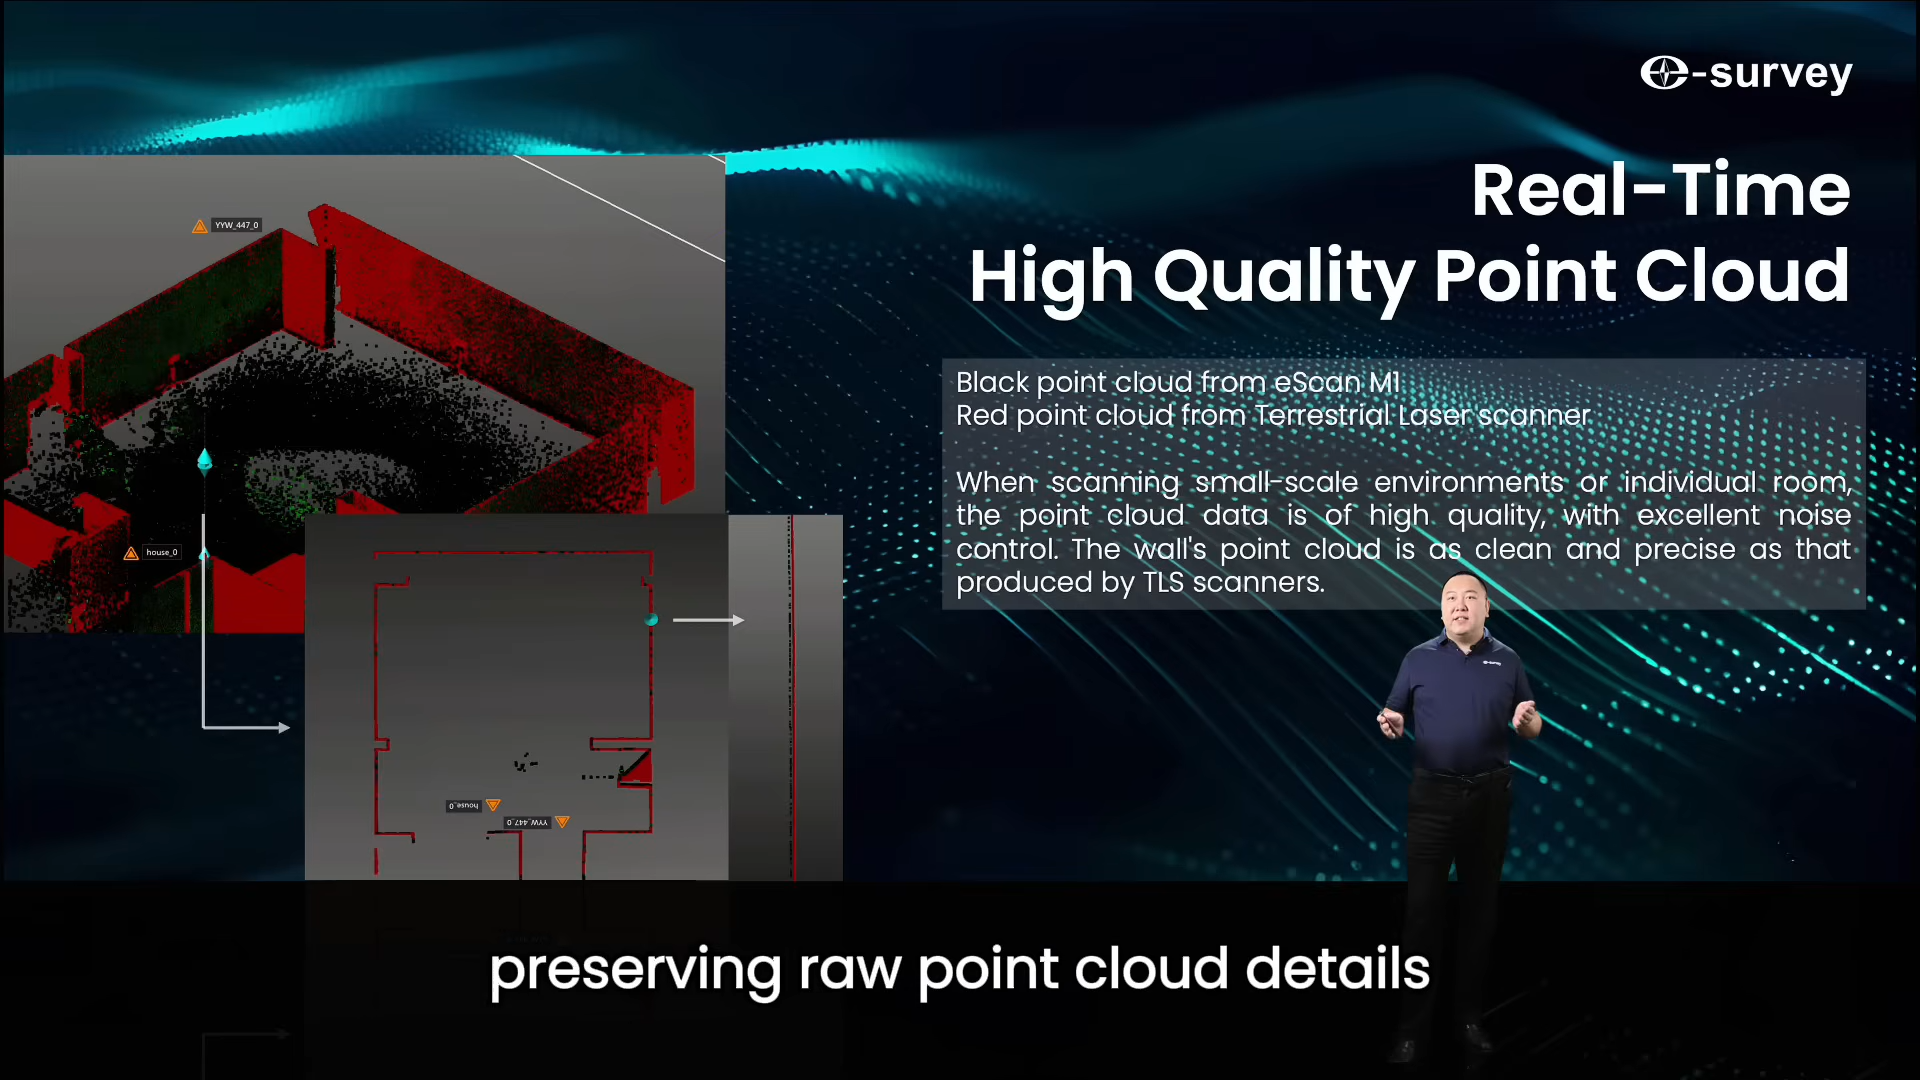 e-survey
Real-Time
High Quality Point Cloud
YYW_447_0
Black point cloud from eScan M1
Red point cloud from Terrestrial Laser scanner
When scanning small-scale environments or individual room,
the point cloud data is of high quality, with excellent noise
control. The wall's point cloud is as clean and precise as that
produced by TLS scanners.
house_0
house_0
YYW_447_0
e-survey
preserving raw point cloud details